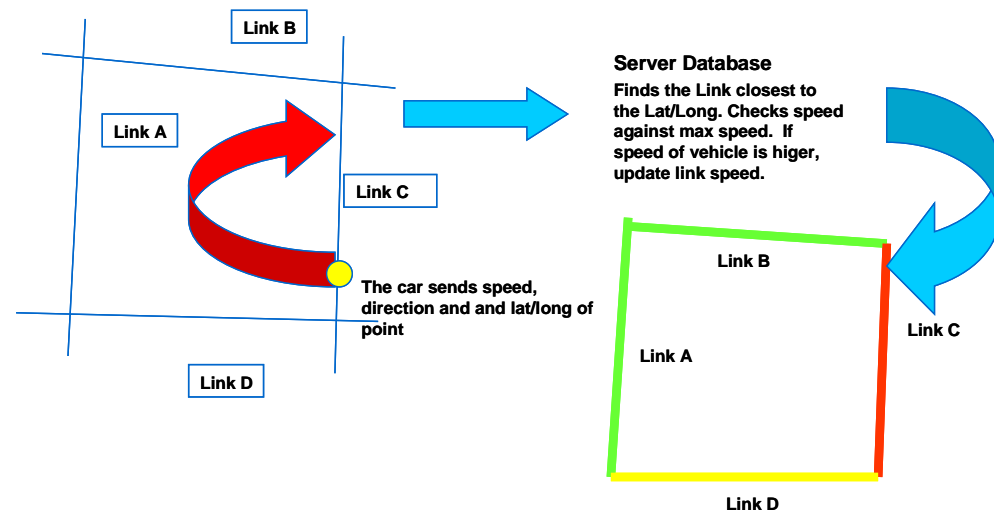 Link B
Link A
Link C
The car sends speed,
direction and and lat/long of
point
Link D
Server Database
Finds the Link closest to
the Lat/Long. Checks speed
against max speed.  If
speed of vehicle is higer,
update link speed.
Link B
Link C
Link A
Link D